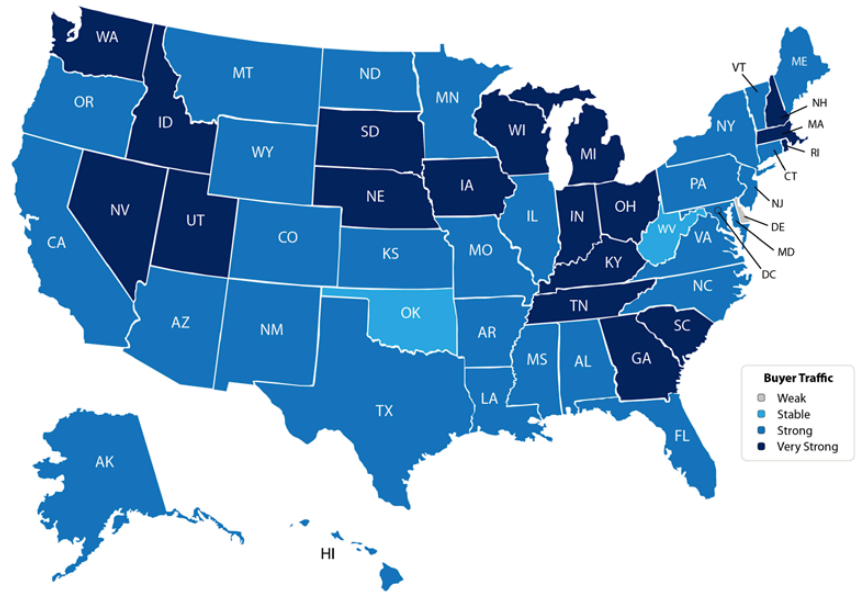 WA
MT
ND
MN
ME
VT
OR
ID
SD
WI
MI
NY
NH
MA
RI
CT
WY
NE
IA
PA
NJ
NV
UT
CO
IL
IN
OH
WV
VA
DE
MD
DC
CA
KS
MO
KY
NC
AZ
NM
OK
AR
TN
SC
MS
AL
GA
TX
LA
FL
AK
HI
Buyer Traffic
Weak
Stable
Strong
Very Strong